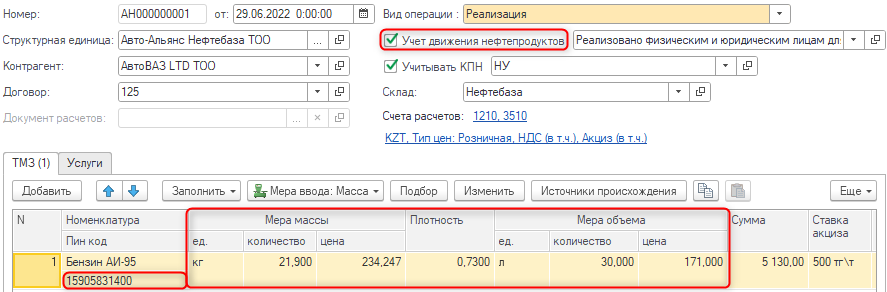 Номер: АН000000001 от: 29.06.2022 0:00:00 Вид операции : Реализация
Структурная единица: Авто-Альянс Нефтебаза ТОО ... Учет движения нефтепродуктов Реализовано физическим и юридическим лицам для
Контрагент: АвтоВАЗ LTD ТОО Учитывать КПН НУ
Договор: 125 Склад: Нефтебаза
Документ расчетов: ... × Счета расчетов: 1210, 3510
KZT, Тип цен: Розничная, НДС (в т.ч.), Акциз (в т.ч.)
ТМЗ (1) Услуги
Добавить Заполнить Мера ввода: Масса Подбор Изменить Источники происхождения Еще
N Номенклатура Мера массы Плотность Мера объема Сумма Ставка акциза
Пин код ед. количество цена ед. количество цена
1 Бензин АИ-95 кг 21,900 234,247 0,7300 л 30,000 171,000 5 130,00 500 тг\т
15905831400